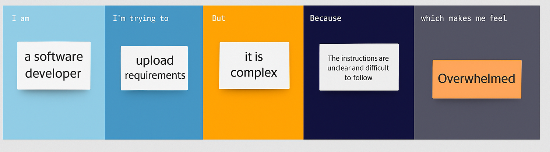 I am
a software
developer
I'm trying to
upload
requirements
But
it is
complex
Because
The instructions are
unclear and difficult
to follow
which makes me feel
Overwhelmed